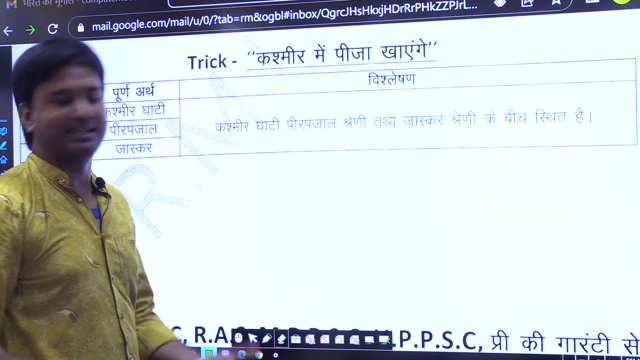 भारत का भूगोल
mail.google.com/mail/u/0/?tab=rm&ogbl#inbox/QgrcJHsHkxjHDrRrPHkZZPJrL...
Trick - "कश्मीर में पीजा खाएंगे"
पूर्ण अर्थ विश्लेषण
कश्मीर घाटी
पीरपंजाल
जास्कर
कश्मीर घाटी पीरपंजाल श्रेणी तथा जास्कर श्रेणी के बीच स्थित है।
R.M
C, R.A P.P.S.C, प्री की गारंटी से